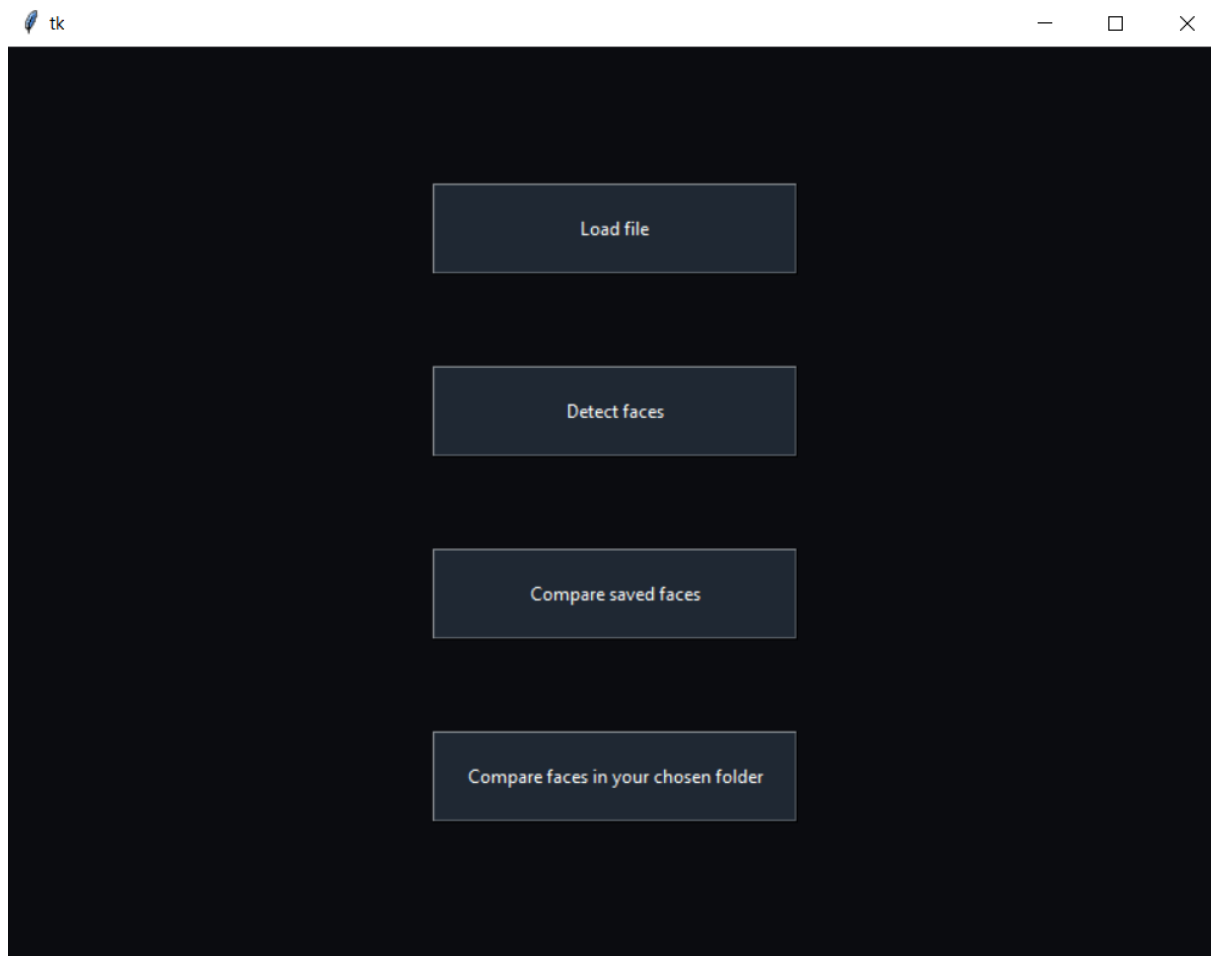 tk
Load file
Detect faces
Compare saved faces
Compare faces in your chosen folder